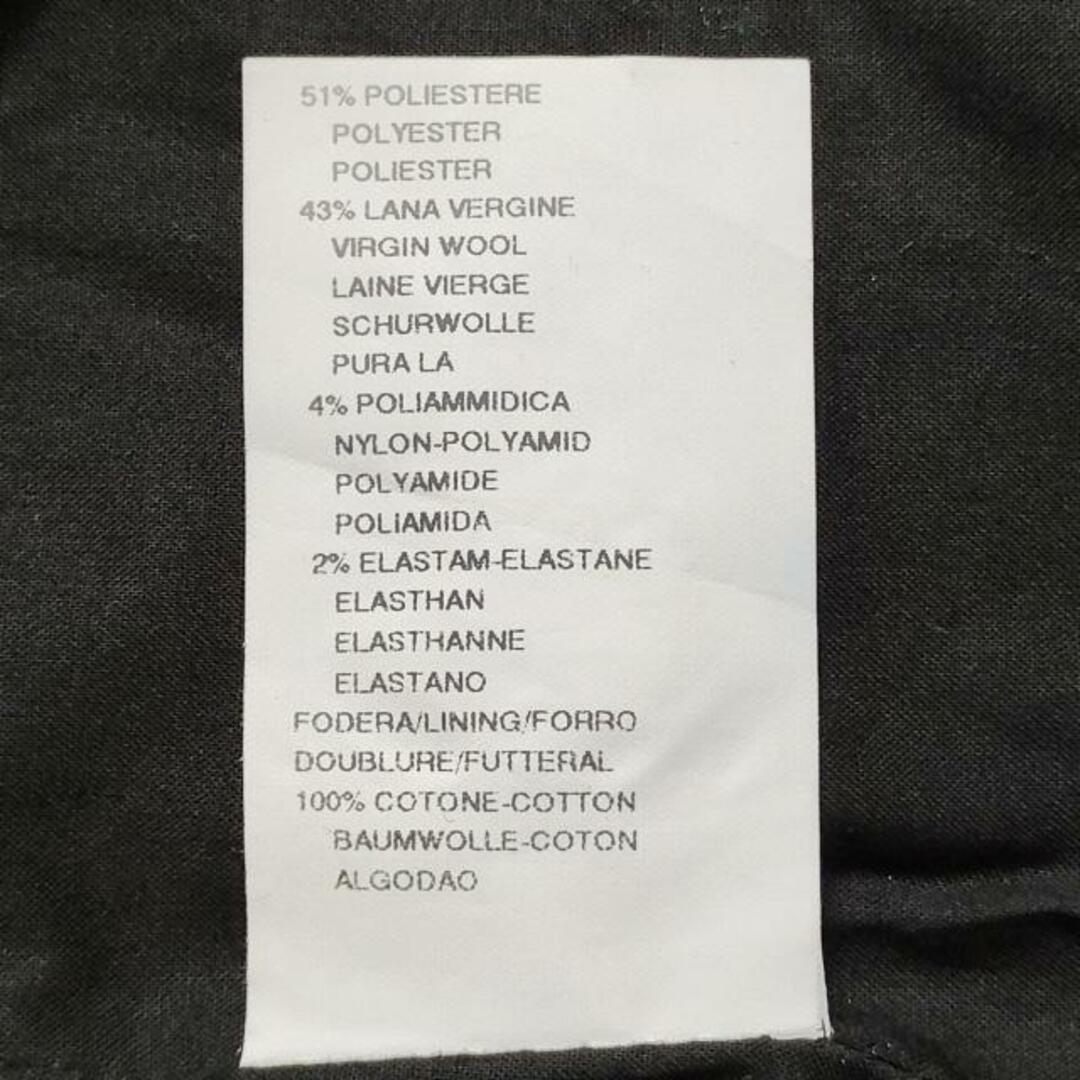 51% POLIESTERE
POLYESTER
POLIESTER
43% LANA VERGINE
VIRGIN WOOL
LAINE VIERGE
SCHURWOLLE
PURA LA
4% POLIAMMIDICA
NYLON-POLYAMID
POLYAMIDE
POLIAMIDA
2% ELASTAM-ELASTANE
ELASTHAN
ELASTHANNE
ELASTANO
FODERA/LINING/FORRO
DOUBLURE/FUTTERAL
100% COTONE-COTTON
BAUMWOLLE-COTON
ALGODAO